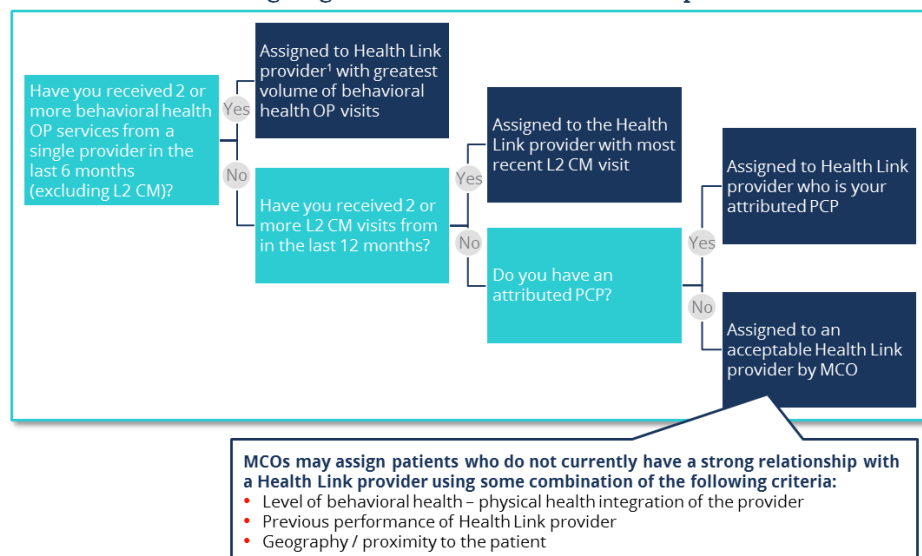 Have you received 2 or
more behavioral health
OP services from a
single provider in the
last 6 months
(excluding L2 CM)?
Yes
No
Assigned to Health Link
provider¹ with greatest
volume of behavioral
health OP visits
Have you received 2 or
more L2 CM visits from
in the last 12 months?
Yes
No
Assigned to the Health
Link provider with most
recent L2 CM visit
Do you have an
attributed PCP?
Yes
No
Assigned to Health Link
provider who is your
attributed PCP
Assigned to an
acceptable Health Link
provider by MCO
MCOs may assign patients who do not currently have a strong relationship with
a Health Link provider using some combination of the following criteria:
• Level of behavioral health – physical health integration of the provider
• Previous performance of Health Link provider
• Geography / proximity to the patient